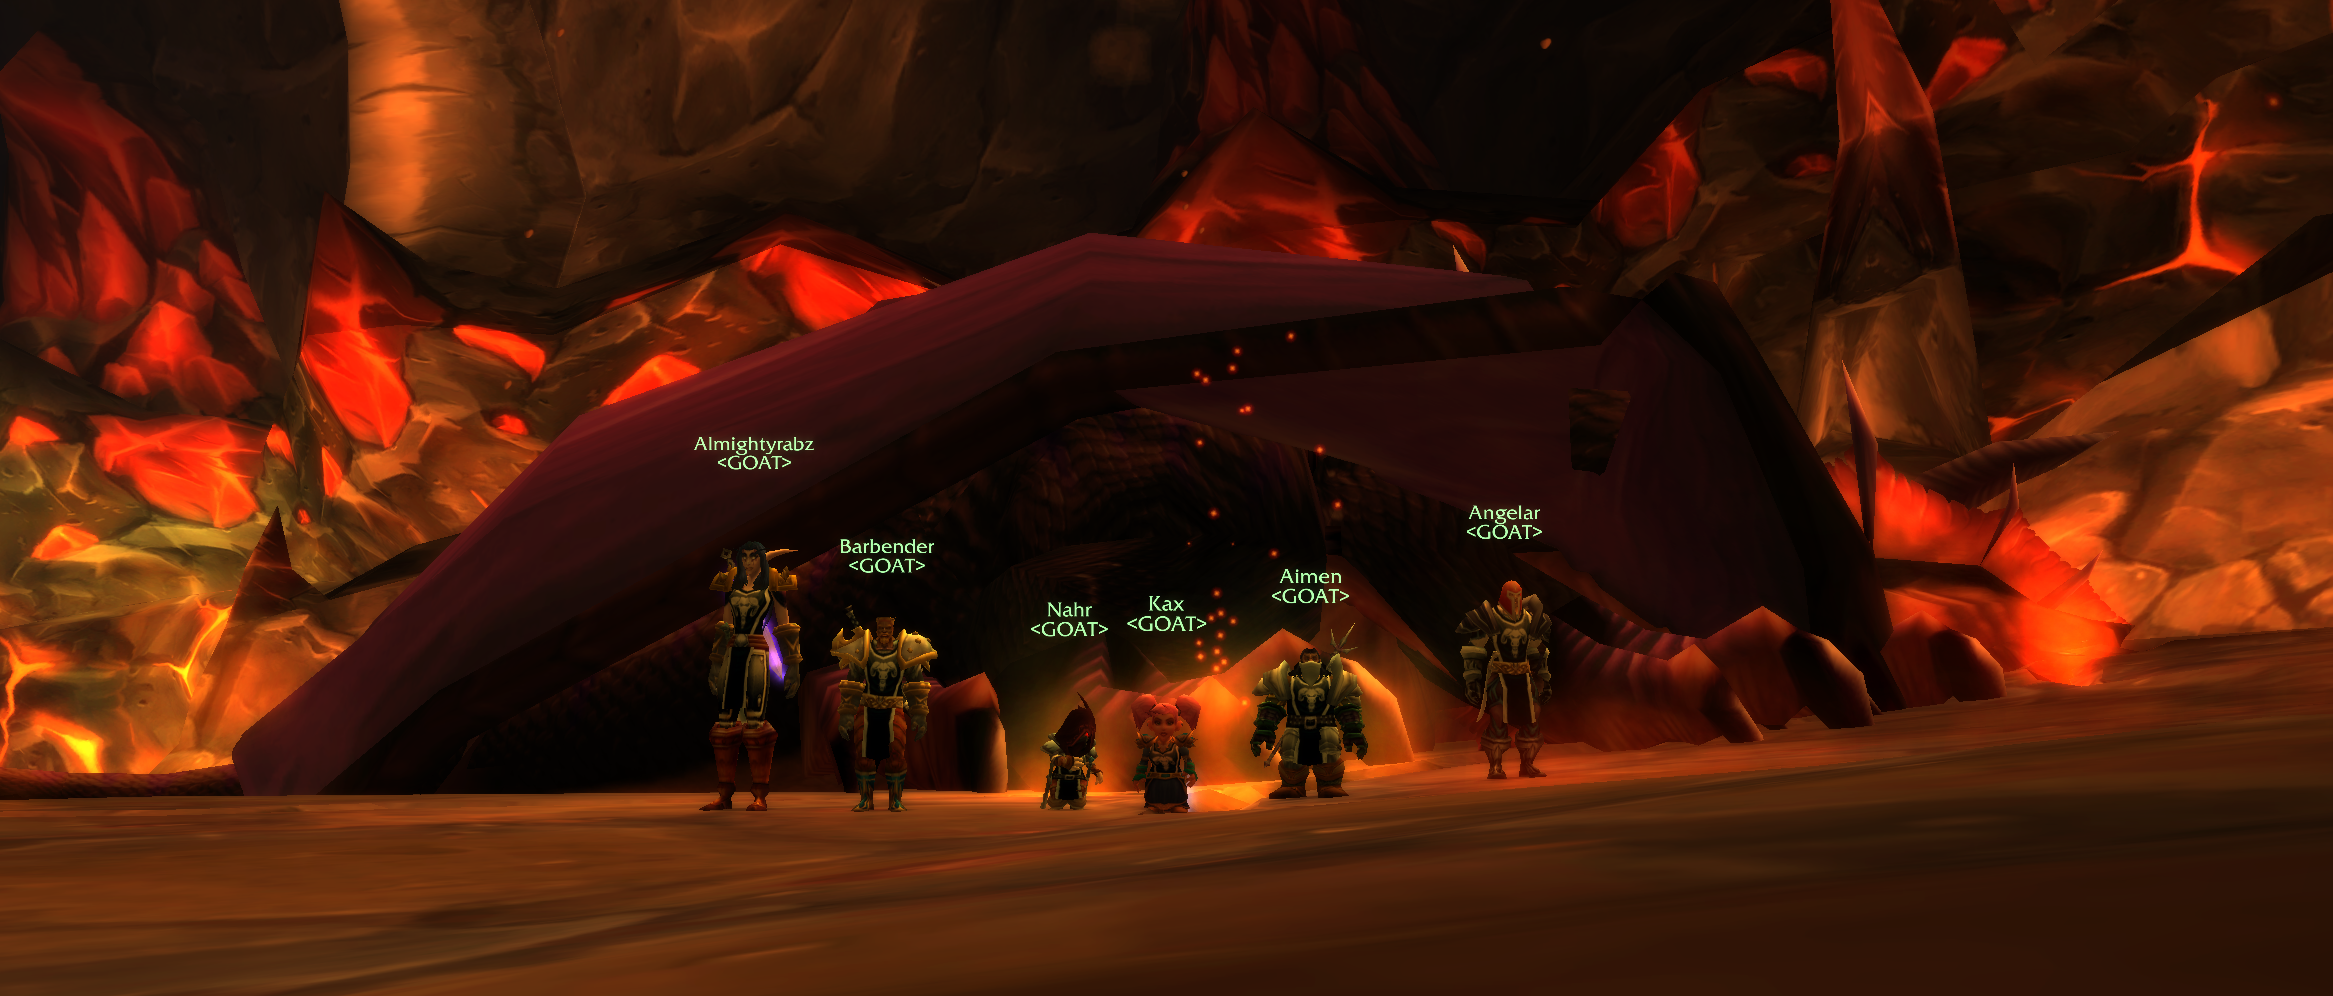 Almightyrabz
<GOAT>
Barbender
<GOAT>
Nahr
<GOAT>
Kax
<GOAT>
Aimen
<GOAT>
Angelar
<GOAT>